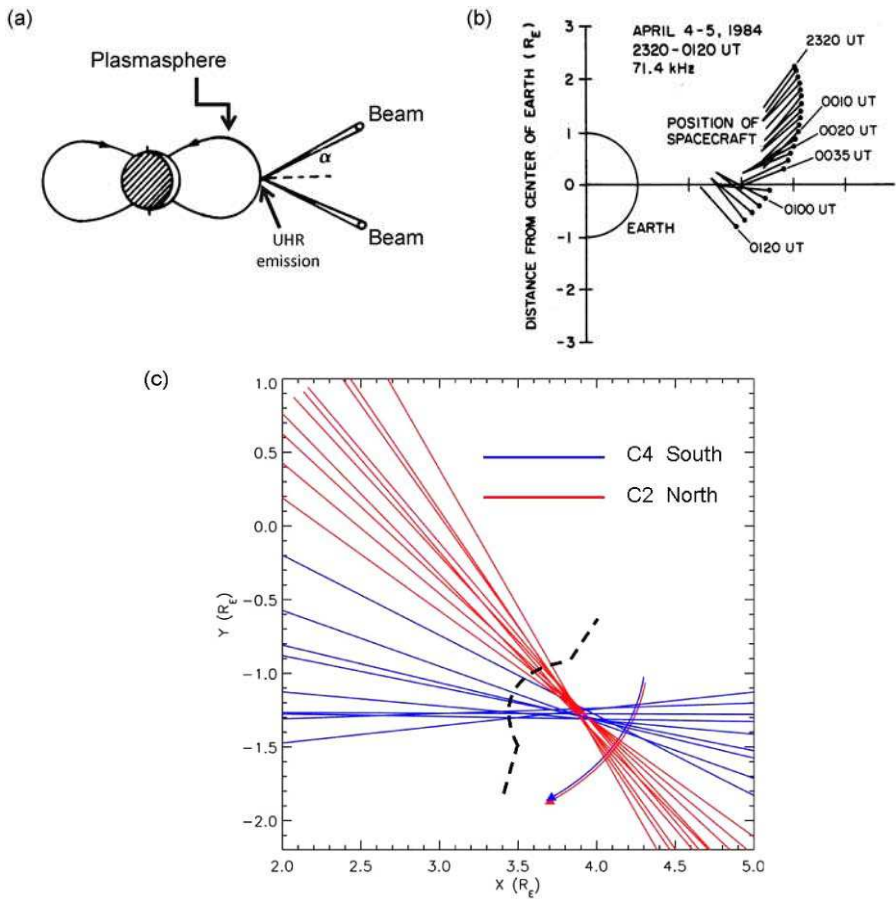 (a)
Plasmasphere
Beam
α
Beam
UHR
emission
(b)
APRIL 4-5, 1984
2320-0120 UT
71.4 kHz
DISTANCE FROM CENTER OF EARTH (RE)
3
2
1
0
-1
-2
-3
2320 UT
0010 UT
POSITION OF
SPACECRAFT
0020 UT
0035 UT
0100 UT
EARTH
0120 UT
(c)
1.0
0.5
0.0
-0.5
-1.0
-1.5
-2.0
Y (RE)
C4 South
C2 North
2.0 2.5 3.0 3.5 4.0 4.5 5.0
X (RE)